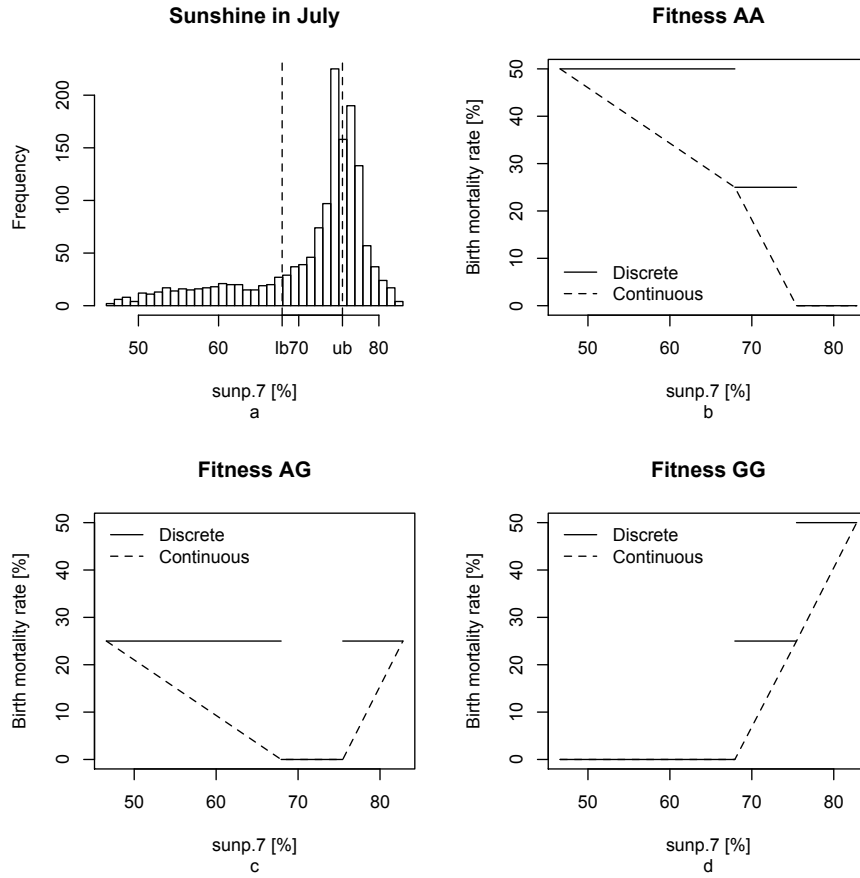 Sunshine in July
Frequency
0
50
100
150
200
50
60
lb
70
ub
80
sunp.7 [%]
a
Fitness AA
Birth mortality rate [%]
0
10
20
30
40
50
Discrete
Continuous
50
60
70
80
sunp.7 [%]
b
Fitness AG
Birth mortality rate [%]
0
10
20
30
40
50
Discrete
Continuous
50
60
70
80
sunp.7 [%]
c
Fitness GG
Birth mortality rate [%]
0
10
20
30
40
50
Discrete
Continuous
50
60
70
80
sunp.7 [%]
d